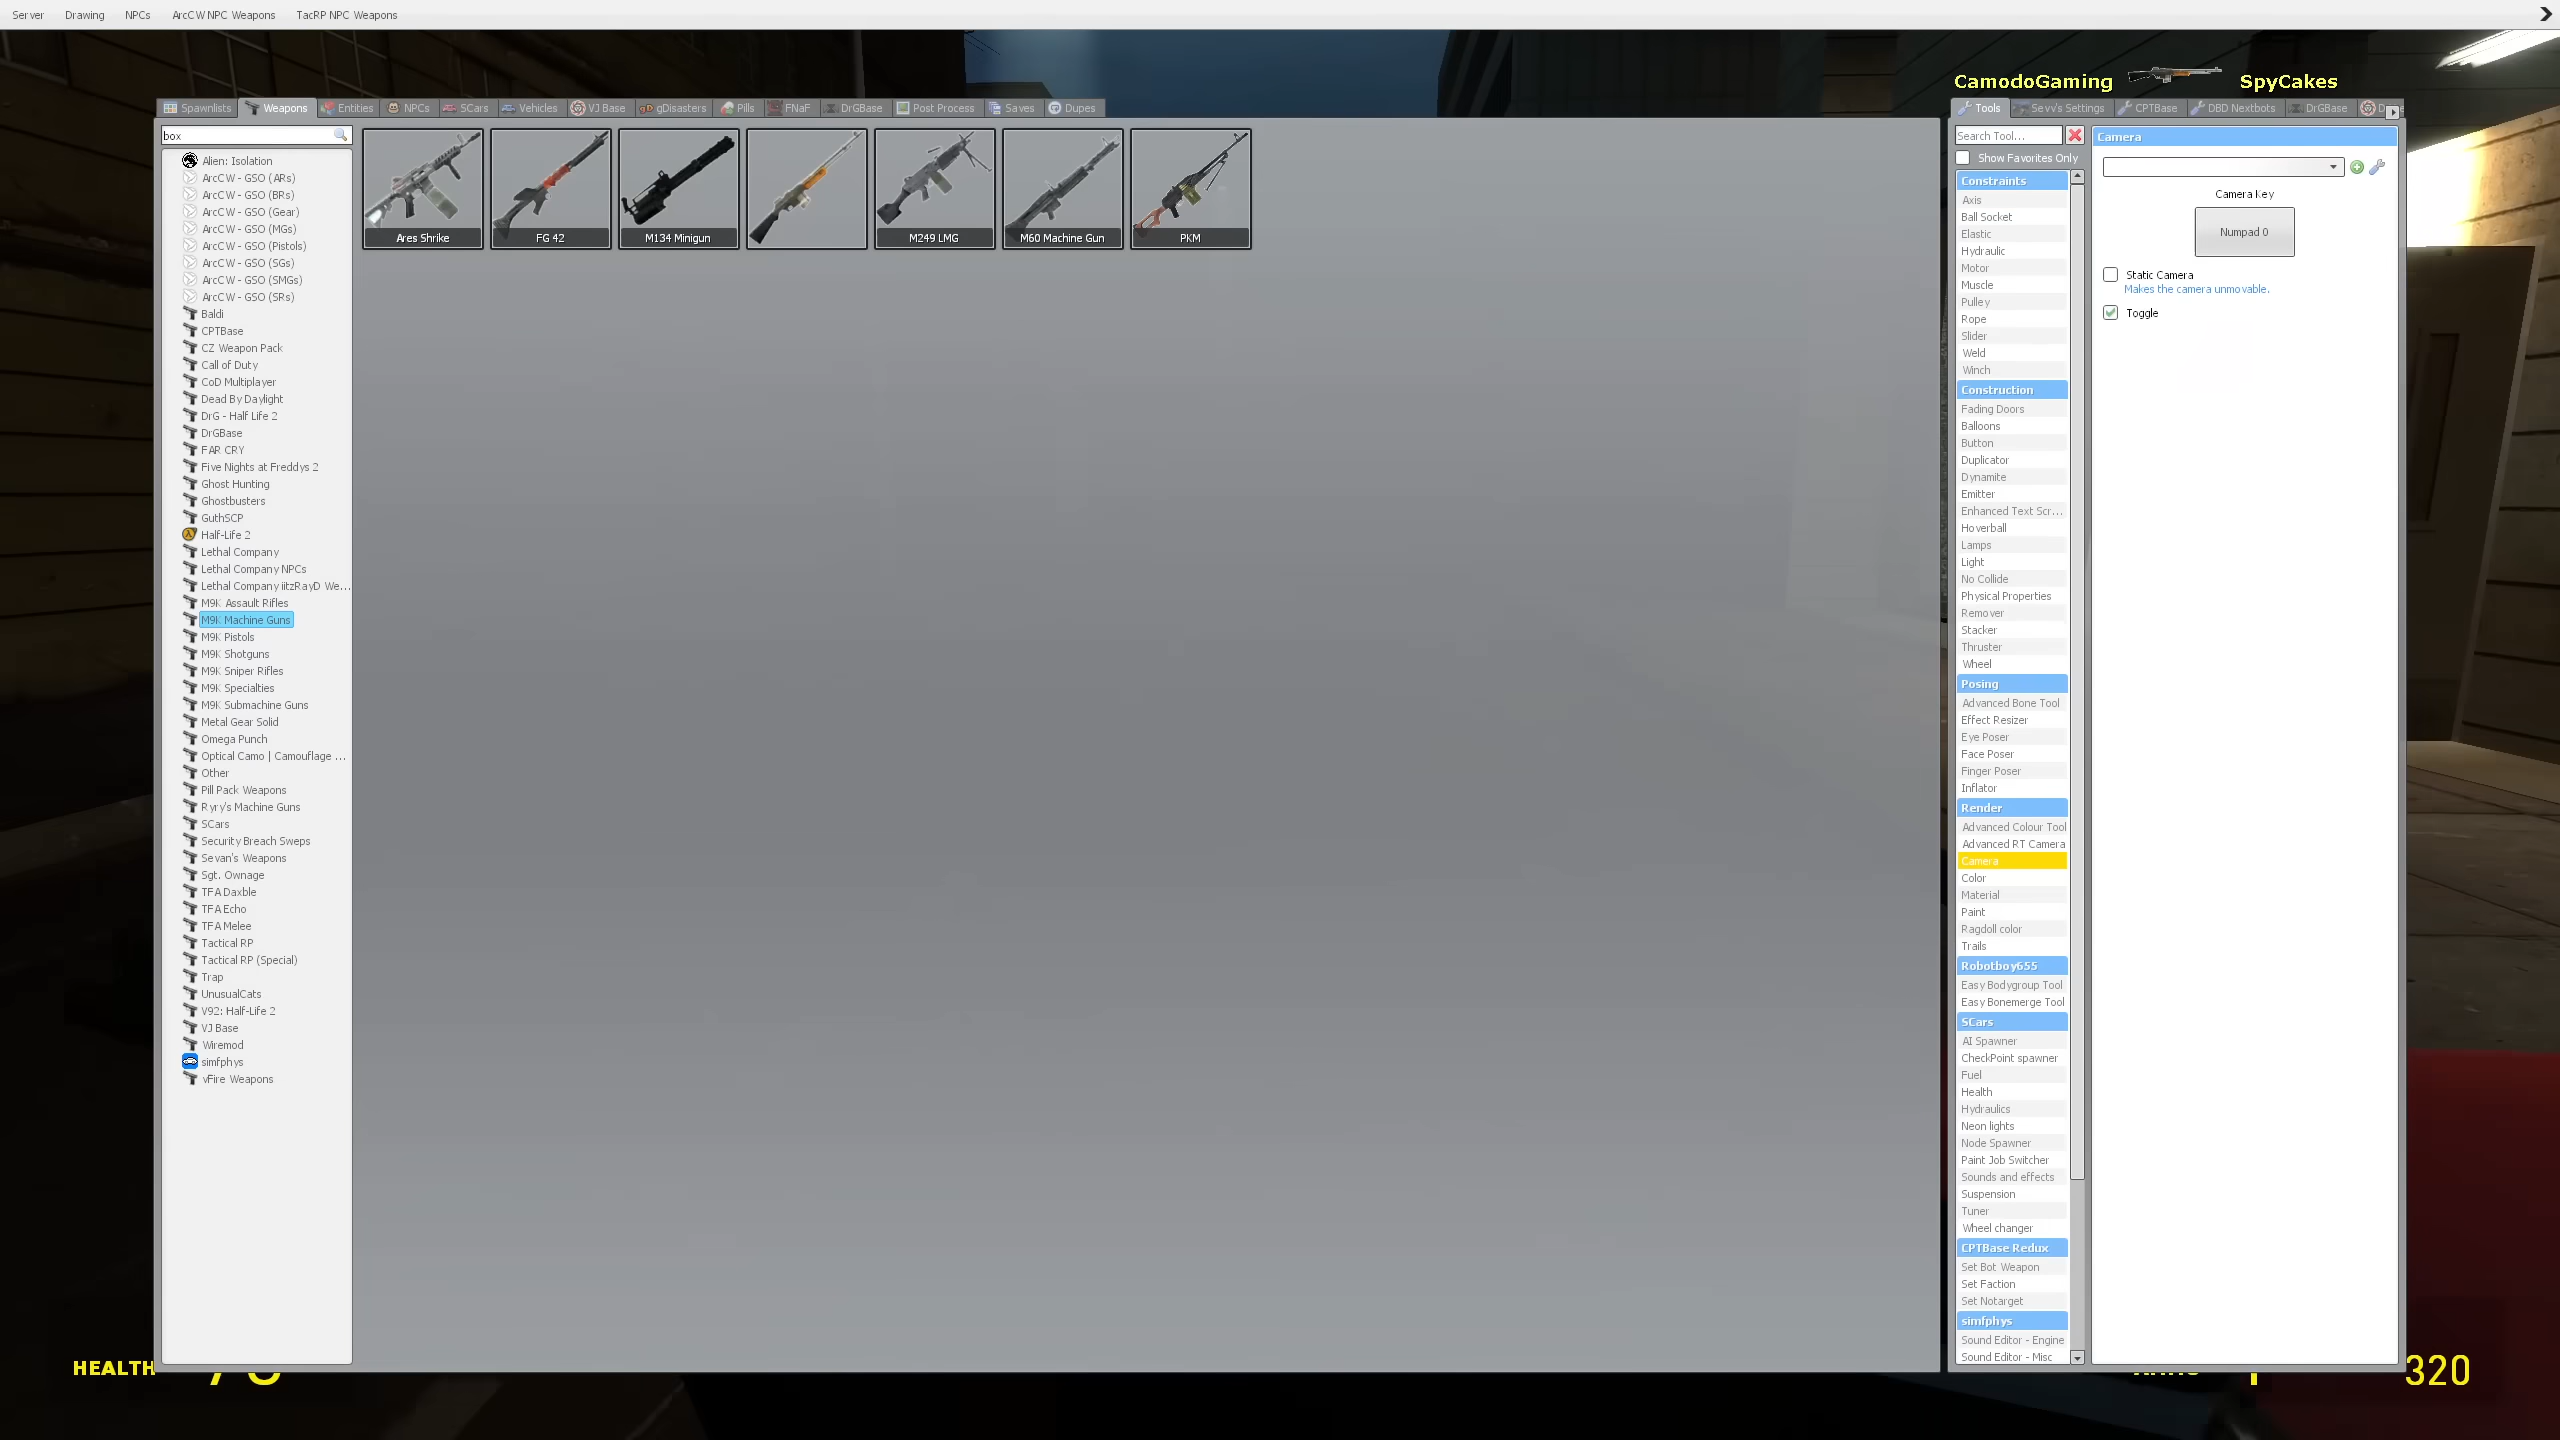 Server Drawing NPCs ArcCW NPC Weapons TacRP NPC Weapons
CamodoGaming SpyCakes
Spawnlists Weapons Entities NPCs SCars Vehicles VJ Base gDisasters Pills FNaF DrGBase Post Process Saves Dupes
box
Alien: Isolation
ArcCW - GSO (ARs)
ArcCW - GSO (BRs)
ArcCW - GSO (Gear)
ArcCW - GSO (MGs)
ArcCW - GSO (Pistols)
ArcCW - GSO (SGs)
ArcCW - GSO (SMGs)
ArcCW - GSO (SRs)
Baldi
CPTBase
CZ Weapon Pack
Call of Duty
CoD Multiplayer
Dead By Daylight
DrG - Half Life 2
DrGBase
FAR CRY
Five Nights at Freddys 2
Ghost Hunting
Ghostbusters
GuthSCP
Half-Life 2
Lethal Company
Lethal Company NPCs
Lethal Company iitzRayD We...
M9K Assault Rifles
M9K Machine Guns
M9K Pistols
M9K Shotguns
M9K Sniper Rifles
M9K Specialties
M9K Submachine Guns
Metal Gear Solid
Omega Punch
Optical Camo | Camouflage ...
Other
Pill Pack Weapons
Ryry's Machine Guns
SCars
Security Breach Sweps
Sevan's Weapons
Sgt. Ownage
TFA Daxble
TFA Echo
TFA Melee
Tactical RP
Tactical RP (Special)
Trap
UnusualCats
V92: Half-Life 2
VJ Base
Wiremod
simfphys
vFire Weapons
Ares Shrike FG 42 M134 Minigun M249 LMG M60 Machine Gun PKM
Tools Sevv's Settings CPTBase DBD Nextbots DrGBase
Search Tool...
Show Favorites Only
Constraints
Axis
Ball Socket
Elastic
Hydraulic
Motor
Muscle
Pulley
Rope
Slider
Weld
Winch
Construction
Fading Doors
Balloons
Button
Duplicator
Dynamite
Emitter
Enhanced Text Scr...
Hoverball
Lamps
Light
No Collide
Physical Properties
Remover
Stacker
Thruster
Wheel
Posing
Advanced Bone Tool
Effect Resizer
Eye Poser
Face Poser
Finger Poser
Inflator
Render
Advanced Colour Tool
Advanced RT Camera
Camera
Color
Material
Paint
Ragdoll color
Trails
Robotboy655
Easy Bodygroup Tool
Easy Bonemerge Tool
SCars
AI Spawner
CheckPoint spawner
Fuel
Health
Hydraulics
Neon lights
Node Spawner
Paint Job Switcher
Sounds and effects
Suspension
Tuner
Wheel changer
CPTBase Redux
Set Bot Weapon
Set Faction
Set Notarget
simfphys
Sound Editor - Engine
Sound Editor - Misc
Camera
Camera Key
Numpad 0
Static Camera
Makes the camera unmovable.
Toggle
HEALTH
320